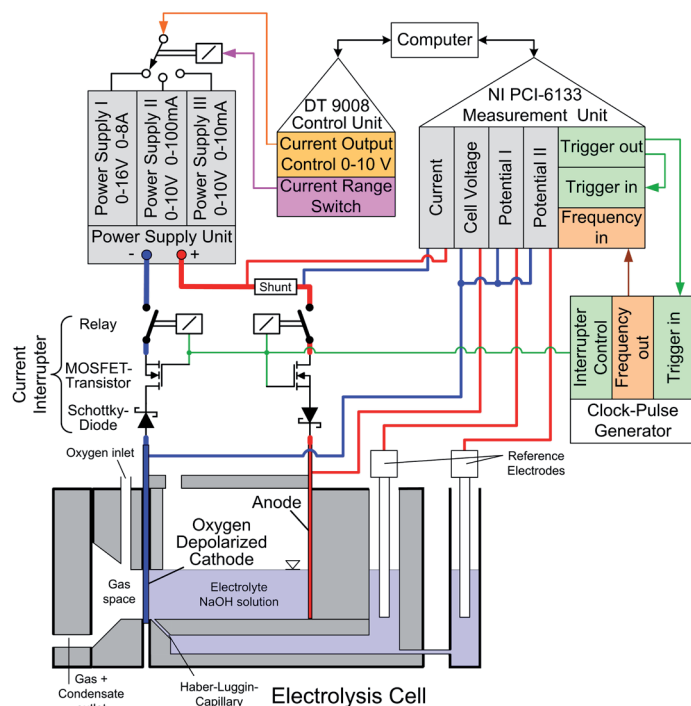 Computer
DT 9008
Control Unit
Current Output
Control 0-10 V
Current Range
Switch
NI PCI-6133
Measurement Unit
Current
Cell Voltage
Potential I
Potential II
Trigger out
Trigger in
Frequency
in
Power Supply I
0-16V 0-8A
Power Supply II
0-10V 0-100mA
Power Supply III
0-10V 0-10mA
Power Supply Unit
- +
Shunt
Current
Interrupter
Relay
MOSFET-
Transistor
Schottky-
Diode
Interrupter
Control
Frequency
out
Trigger in
Clock-Pulse
Generator
Oxygen inlet
Reference
Electrodes
Anode
Oxygen
Depolarized
Cathode
Gas
space
Electrolyte
NaOH solution
Gas +
Condensate
Haber-Luggin-
Capillary
Electrolysis Cell